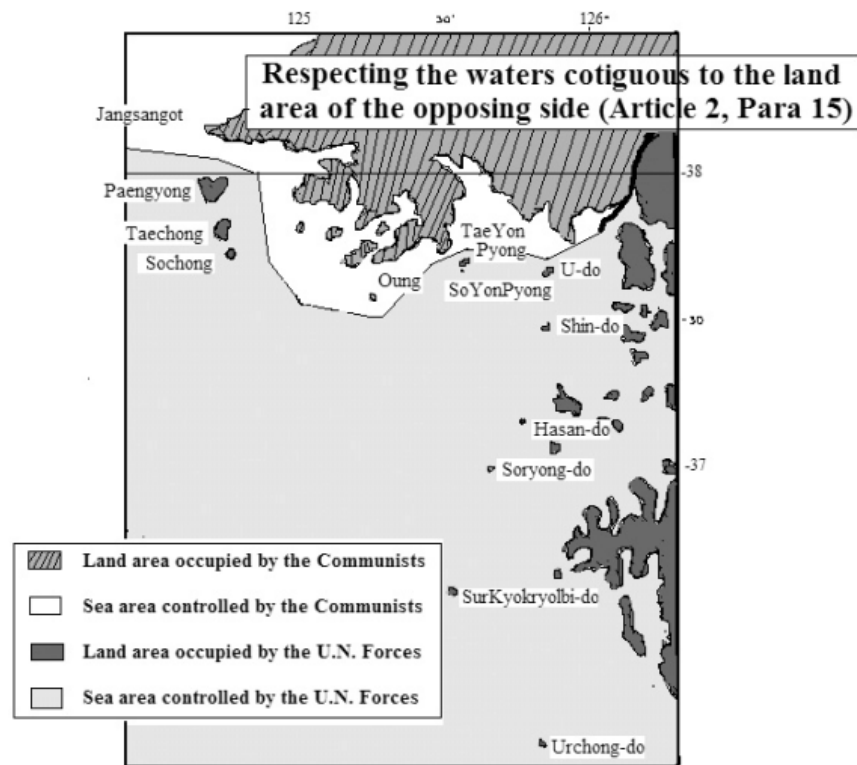 125 30' 126°
Respecting the waters cotiguous to the land
area of the opposing side (Article 2, Para 15)
Jangsangot
-38
Paengyong
Taechong
TaeYon
Pyong
Sochong
U-do
Oung
SoYonPyong
-30
Shin-do
Hasan-do
Soryong-do
-37
Land area occupied by the Communists
SurKyokryolbi-do
Sea area controlled by the Communists
Land area occupied by the U.N. Forces
Sea area controlled by the U.N. Forces
Urchong-do